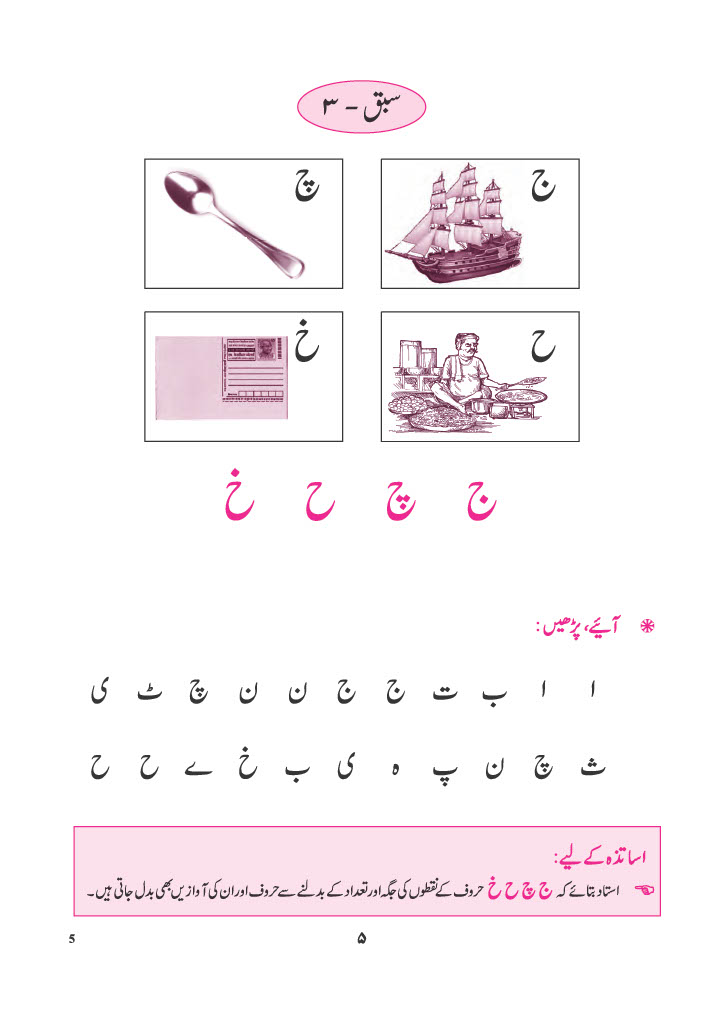 سبق - ۳
ج
چ
ح
خ
ج چ ح خ
آیئے، پڑھیں:
ا ا ب ت ج ج ن ن چ ٹ ی
ث چ ن پ ہ ی ب خ ے ح ح
اساتذہ کے لیے:
استاد بتائے کہ ج چ ح خ حروف کے نقطوں کی جگہ اور تعداد کے بدلنے سے حروف اور ان کی آوازیں بھی بدل جاتی ہیں۔
۵
5